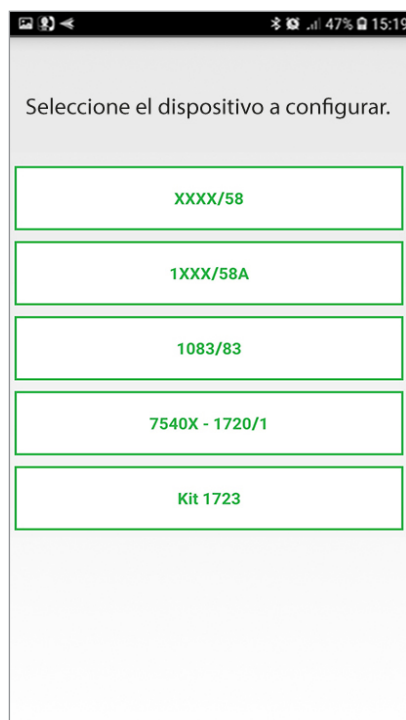 47% 15:19
Seleccione el dispositivo a configurar.
XXXX/58
1XXX/58A
1083/83
7540X - 1720/1
Kit 1723